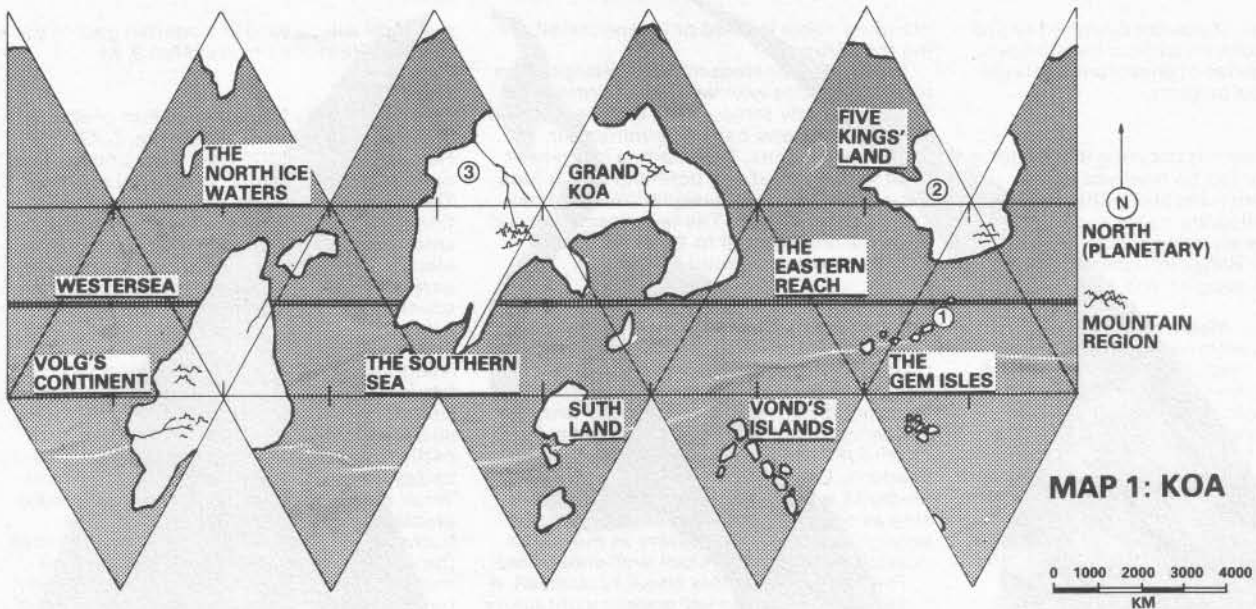 THE
NORTH ICE
WATERS
③
GRAND
KOA
FIVE
KINGS'
LAND
②
N
NORTH
(PLANETARY)
WESTERSEA
THE
EASTERN
REACH
①
MOUNTAIN
REGION
VOLG'S
CONTINENT
THE SOUTHERN
SEA
THE
GEM ISLES
SUTH
LAND
VOND'S
ISLANDS
MAP 1: KOA
0 1000 2000 3000 4000
KM